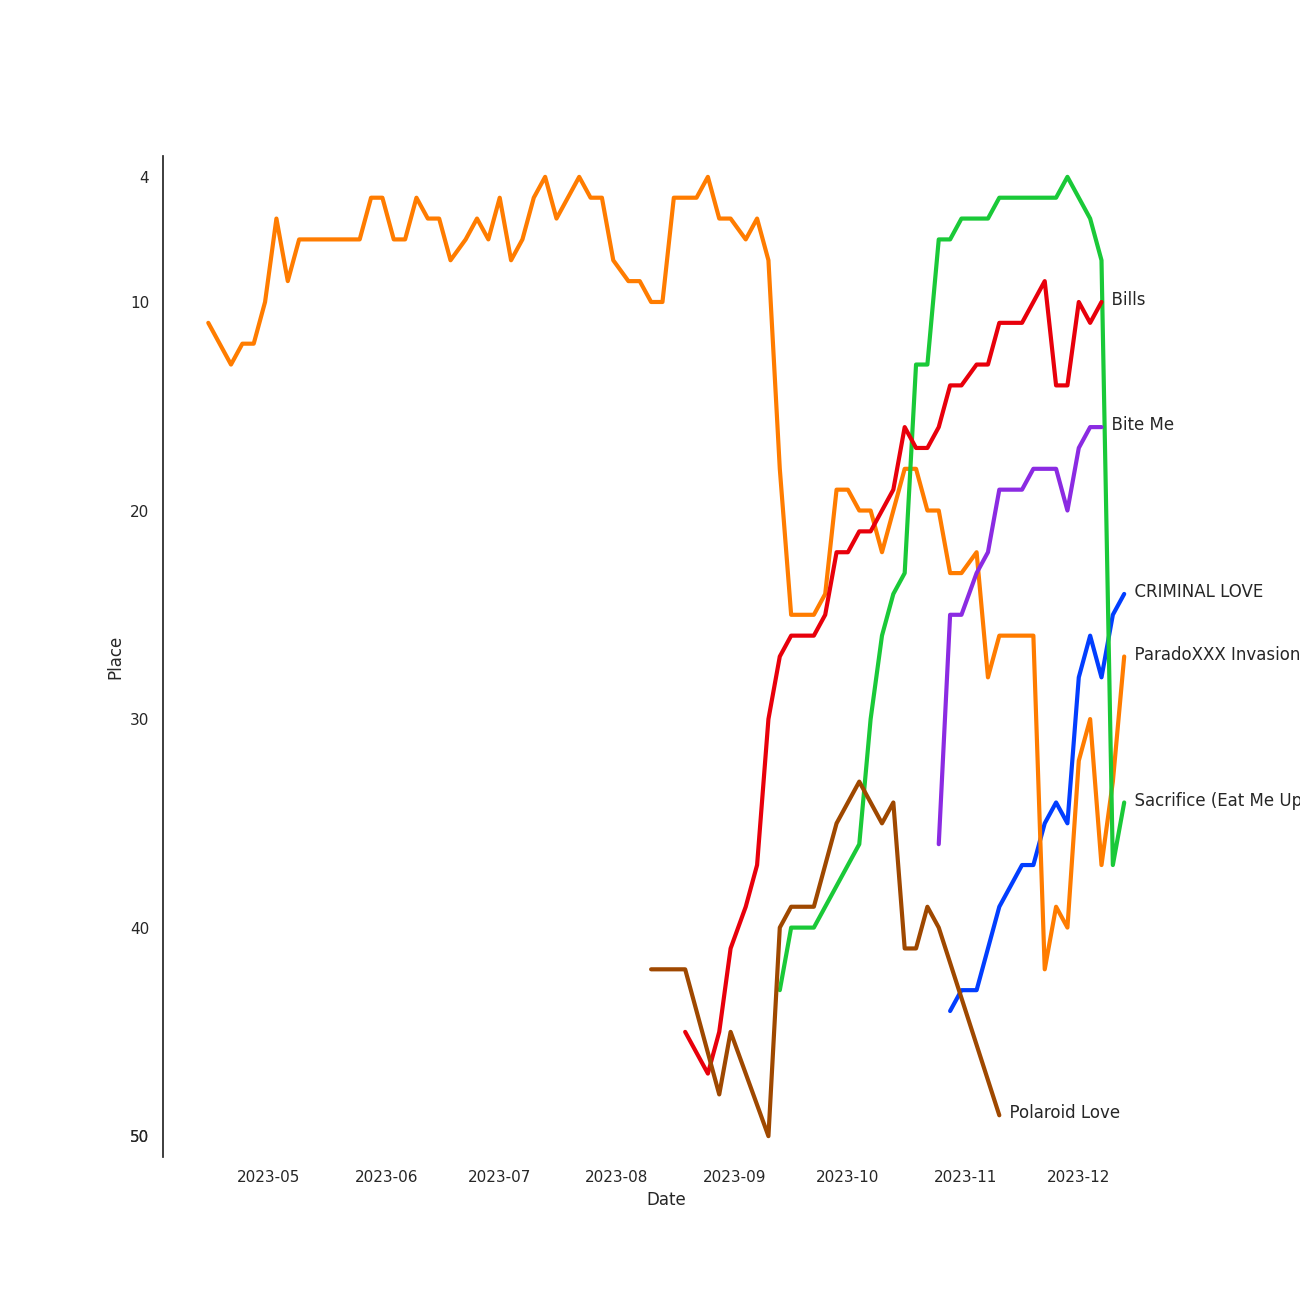 4
10
20
30
40
50
Place
Bills
Bite Me
CRIMINAL LOVE
ParadoXXX Invasion
Sacrifice (Eat Me Up
Polaroid Love
2023-05 2023-06 2023-07 2023-08 2023-09 2023-10 2023-11 2023-12
Date